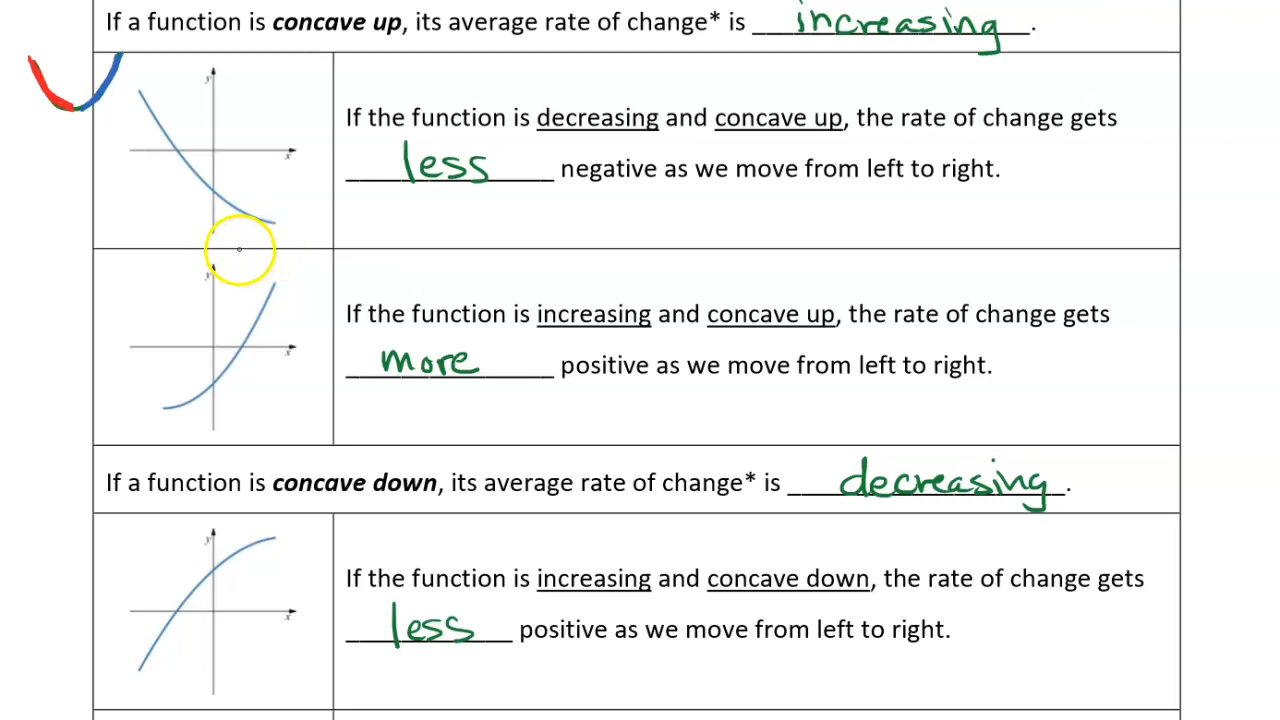 If a function is concave up, its average rate of change* is increasing.
y
x
If the function is decreasing and concave up, the rate of change gets
less negative as we move from left to right.
y
x
If the function is increasing and concave up, the rate of change gets
more positive as we move from left to right.
If a function is concave down, its average rate of change* is decreasing.
y
x
If the function is increasing and concave down, the rate of change gets
less positive as we move from left to right.